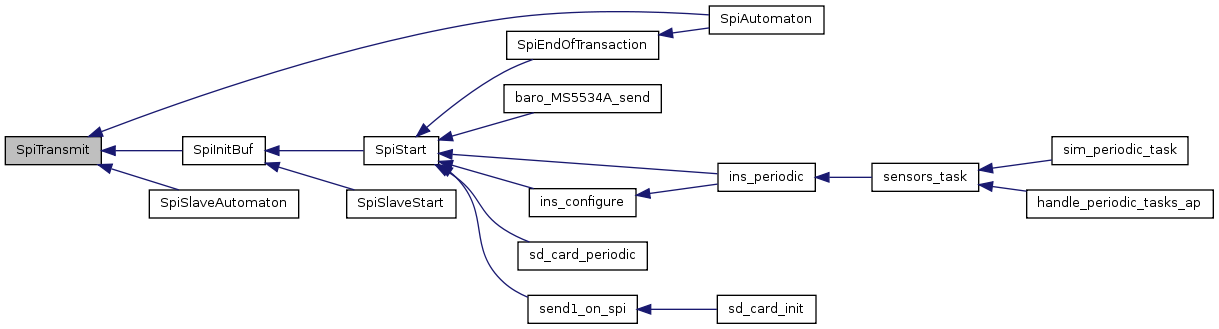 SpiTransmit
SpiAutomaton
SpiInitBuf
SpiSlaveAutomaton
SpiStart
SpiSlaveStart
SpiEndOfTransaction
baro_MS5534A_send
ins_periodic
ins_configure
sd_card_periodic
send1_on_spi
sd_card_init
sensors_task
sim_periodic_task
handle_periodic_tasks_ap